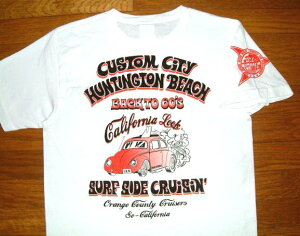 CUSTOM CITY
HUNTINGTON BEACH
BACK TO 60'S
California Look
SURF SIDE CRUISIN'
Orange County Cruisers
So-California